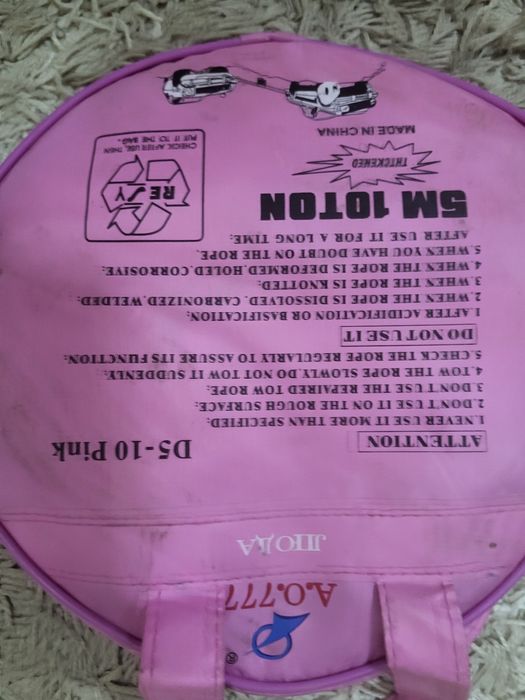 ®
A.O.777
D5-10 Pink
ATTENTION
1.NEVER USE IT MORE THAN SPECIFIED:
2.DON'T USE IT ON THE ROUGH SURFACE:
3.DON'T USE THE REPAIRED TOW ROPE:
4.TOW THE ROPE SLOWLY.DO NOT TOW IT SUDDENLY:
5.CHECK THE ROPE REGULARLY TO ASSURE ITS FUNCTION:
DO NOT USE IT
1.AFTER ACIDIFICATION OR BASIFICATION:
2.WHEN THE ROPE IS DISSOLVED. CARBONIZED. WELDED:
3.WHEN THE ROPE IS KNOTTED:
4.WHEN THE ROPE IS DEFORMED.HOLED.CORROSIVE:
5.WHEN YOU HAVE DOUBT ON THE ROPE,
AFTER USE IT FOR A LONG TIME:
5M 10TON
THTCKENED
MADE IN CHINA
REJY
CHECK AFTER USE, THEN
PUT IT TO THE BAG.